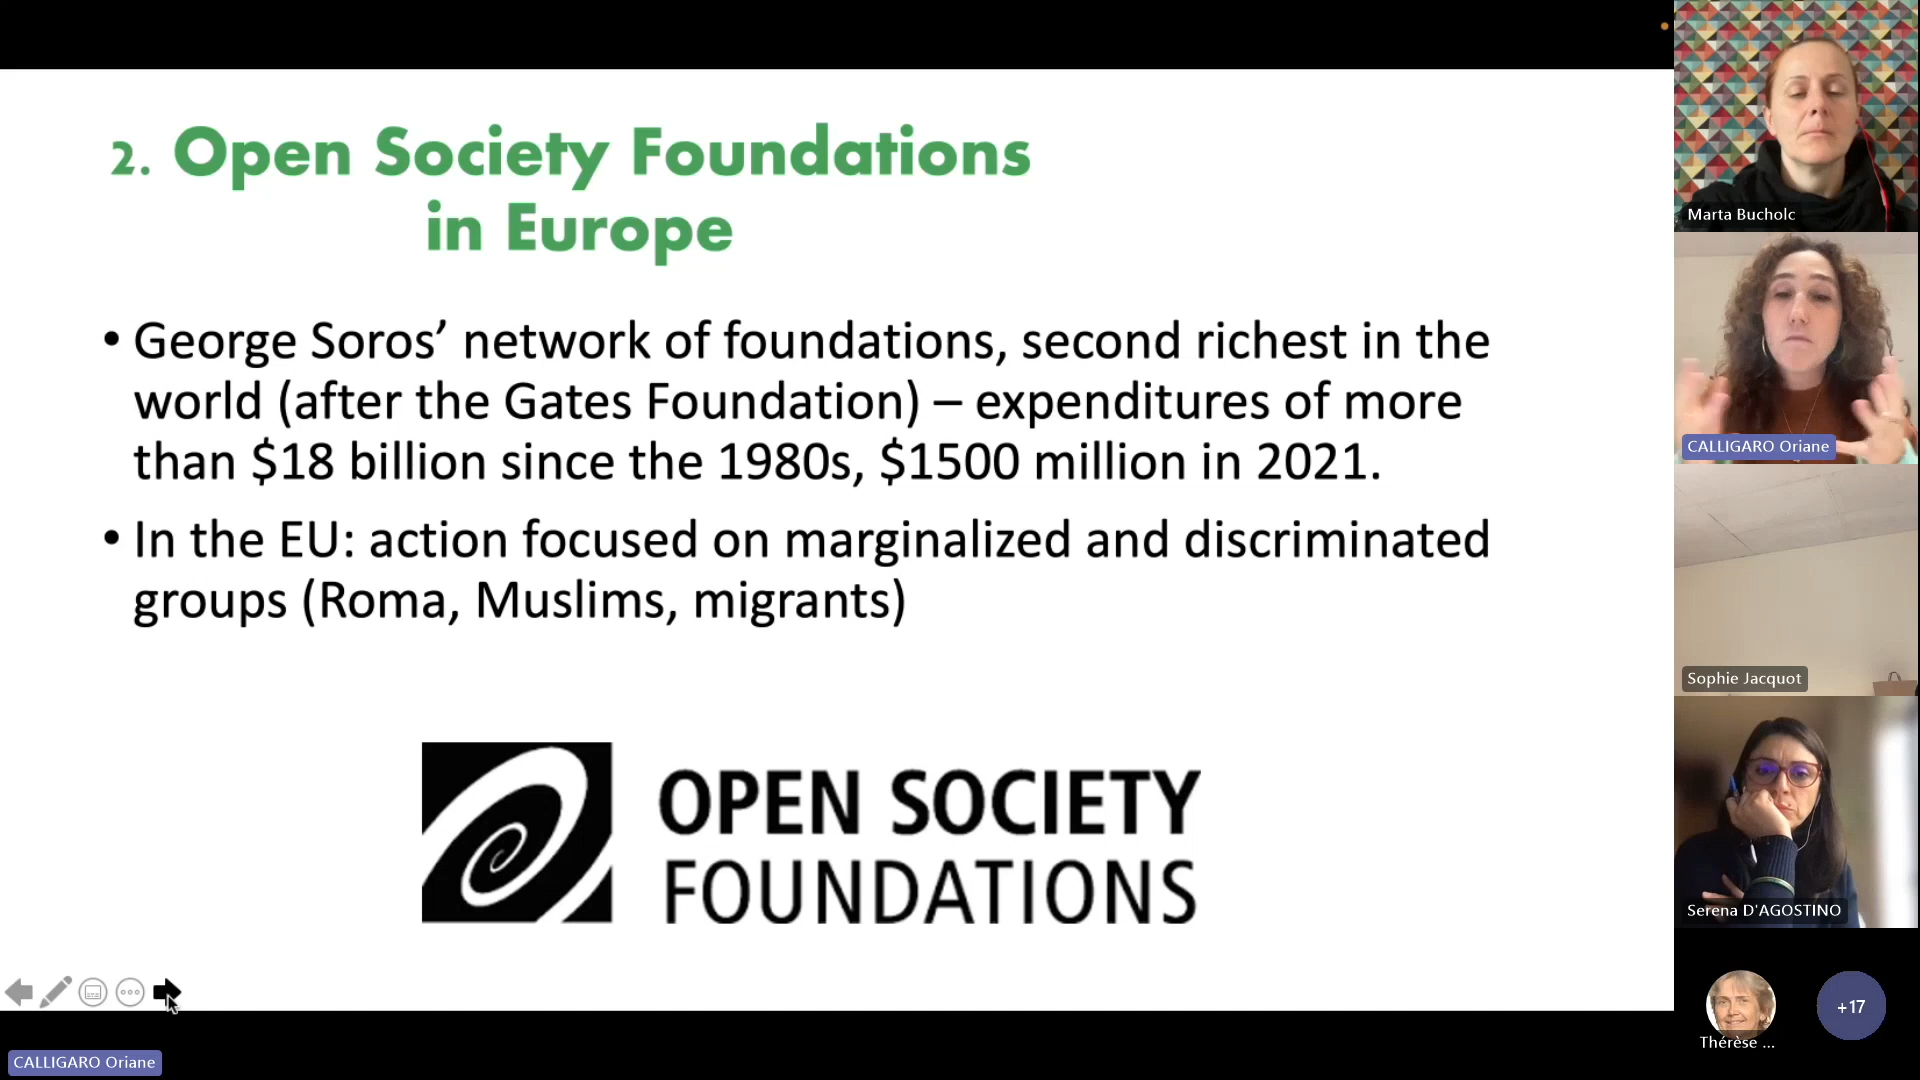 2. Open Society Foundations
in Europe
• George Soros’ network of foundations, second richest in the
world (after the Gates Foundation) – expenditures of more
than $18 billion since the 1980s, $1500 million in 2021.
• In the EU: action focused on marginalized and discriminated
groups (Roma, Muslims, migrants)
OPEN SOCIETY
FOUNDATIONS
CALLIGARO Oriane
Marta Bucholc
CALLIGARO Oriane
Sophie Jacquot
Serena D'AGOSTINO
Thérèse ...
+17